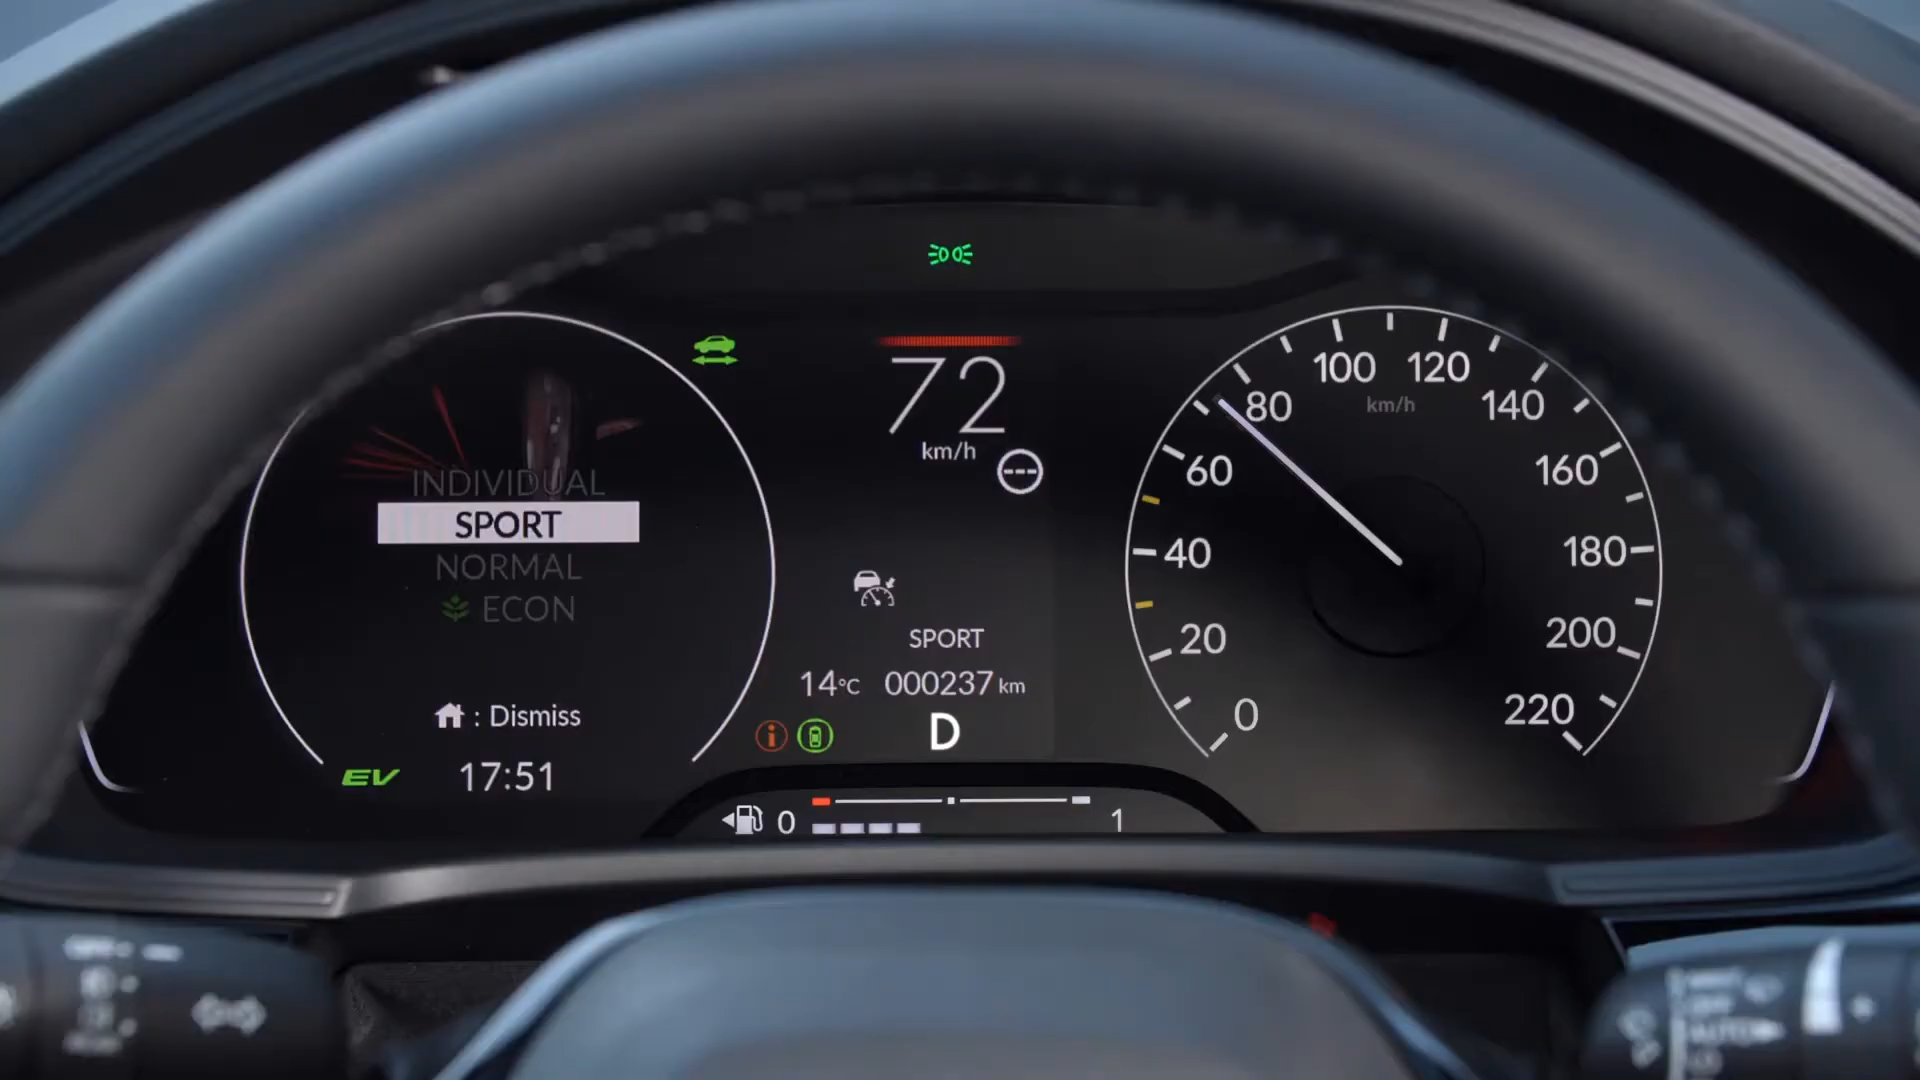 72
km/h
INDIVIDUAL
SPORT
NORMAL
ECON
: Dismiss
EV
17:51
---
SPORT
14°C 000237 km
D
0 1
0
20
40
60
80
100
120
140
160
180
200
220
km/h
AUTO